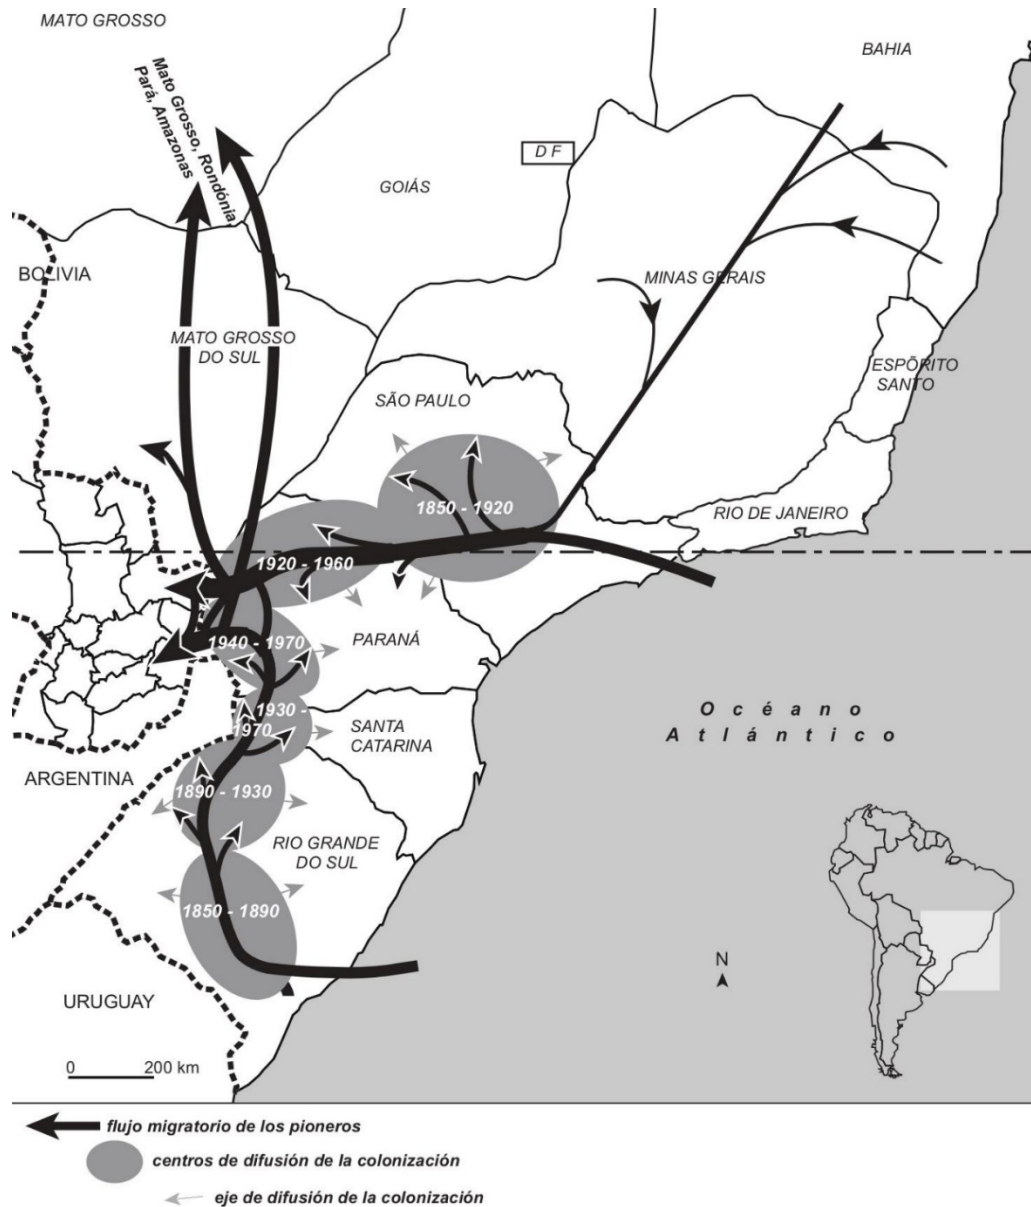 MATO GROSSO
BAHIA
Mato Grosso, Rondónia,
Pará, Amazonas
D F
GOIÁS
BOLIVIA
MINAS GERAIS
MATO GROSSO
DO SUL
ESPÕRITO
SANTO
SÃO PAULO
1850 - 1920
RIO DE JANEIRO
1920 - 1960
1940 - 1970
PARANÁ
1930 -
1970
SANTA
CATARINA
Océano
Atlántico
ARGENTINA
1890 - 1930
RIO GRANDE
DO SUL
1850 - 1890
N
URUGUAY
0 200 km
flujo migratorio de los pioneros
centros de difusión de la colonización
eje de difusión de la colonización